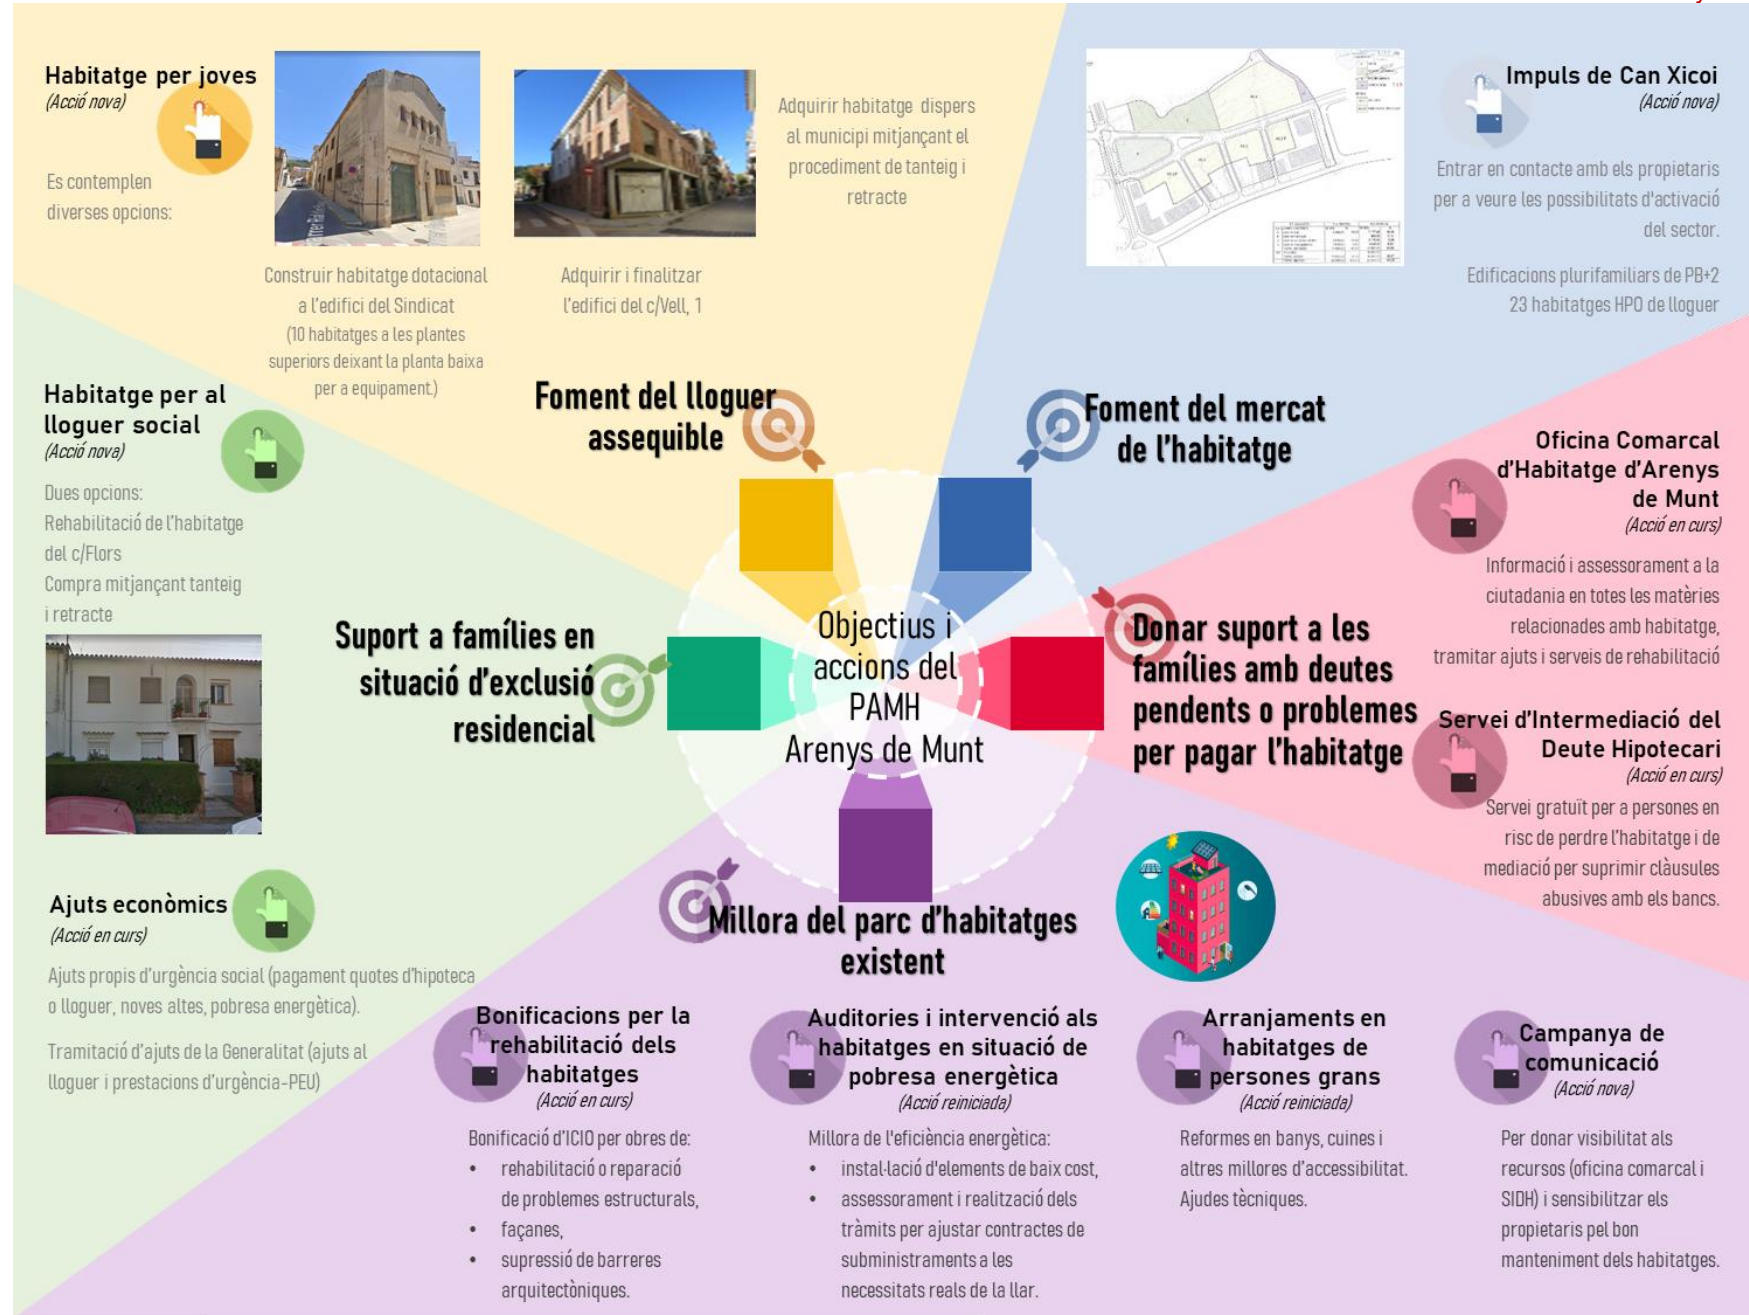 Habitatge per joves
(Acció nova)
Es contemplen
diverses opcions:
Construir habitatge dotacional
a l'edifici del Sindicat
(10 habitatges a les plantes
superiors deixant la planta baixa
per a equipament.)
Adquirir i finalitzar
l'edifici del c/Vell, 1
Adquirir habitatge dispers
al municipi mitjançant el
procediment de tanteig i
retracte
Foment del lloguer
assequible
Impuls de Can Xicoi
(Acció nova)
Entrar en contacte amb els propietaris
per a veure les possibilitats d'activació
del sector.
Edificacions plurifamiliars de PB+2
23 habitatges HPO de lloguer
Foment del mercat
de l'habitatge
Habitatge per al
lloguer social
(Acció nova)
Dues opcions:
Rehabilitació de l'habitatge
del c/Flors
Compra mitjançant tanteig
i retracte
Suport a famílies en
situació d'exclusió
residencial
Ajuts econòmics
(Acció en curs)
Ajuts propis d'urgència social (pagament quotes d'hipoteca
o lloguer, noves altes, pobresa energètica).
Tramitació d'ajuts de la Generalitat (ajuts al
lloguer i prestacions d'urgència-PEU)
Objectius i
accions del
PAMH
Arenys de Munt
Donar suport a les
famílies amb deutes
pendents o problemes
per pagar l'habitatge
Oficina Comarcal
d'Habitatge d'Arenys
de Munt
(Acció en curs)
Informació i assessorament a la
ciutadania en totes les matèries
relacionades amb habitatge,
tramitar ajuts i serveis de rehabilitació
Servei d'Intermediació del
Deute Hipotecari
(Acció en curs)
Servei gratuït per a persones en
risc de perdre l'habitatge i de
mediació per suprimir clàusules
abusives amb els bancs.
Millora del parc d'habitatges
existent
Bonificacions per la
rehabilitació dels
habitatges
(Acció en curs)
Bonificació d'ICIO per obres de:
• rehabilitació o reparació
de problemes estructurals,
• façanes,
• supressió de barreres
arquitectòniques.
Auditories i intervenció als
habitatges en situació de
pobresa energètica
(Acció reiniciada)
Millora de l'eficiència energètica:
• instal·lació d'elements de baix cost,
• assessorament i realització dels
tràmits per ajustar contractes de
subministraments a les
necessitats reals de la llar.
Arranjaments en
habitatges de
persones grans
(Acció reiniciada)
Reformes en banys, cuines i
altres millores d'accessibilitat.
Ajudes tècniques.
Campanya de
comunicació
(Acció nova)
Per donar visibilitat als
recursos (oficina comarcal i
SIDH) i sensibilitzar els
propietaris pel bon
manteniment dels habitatges.